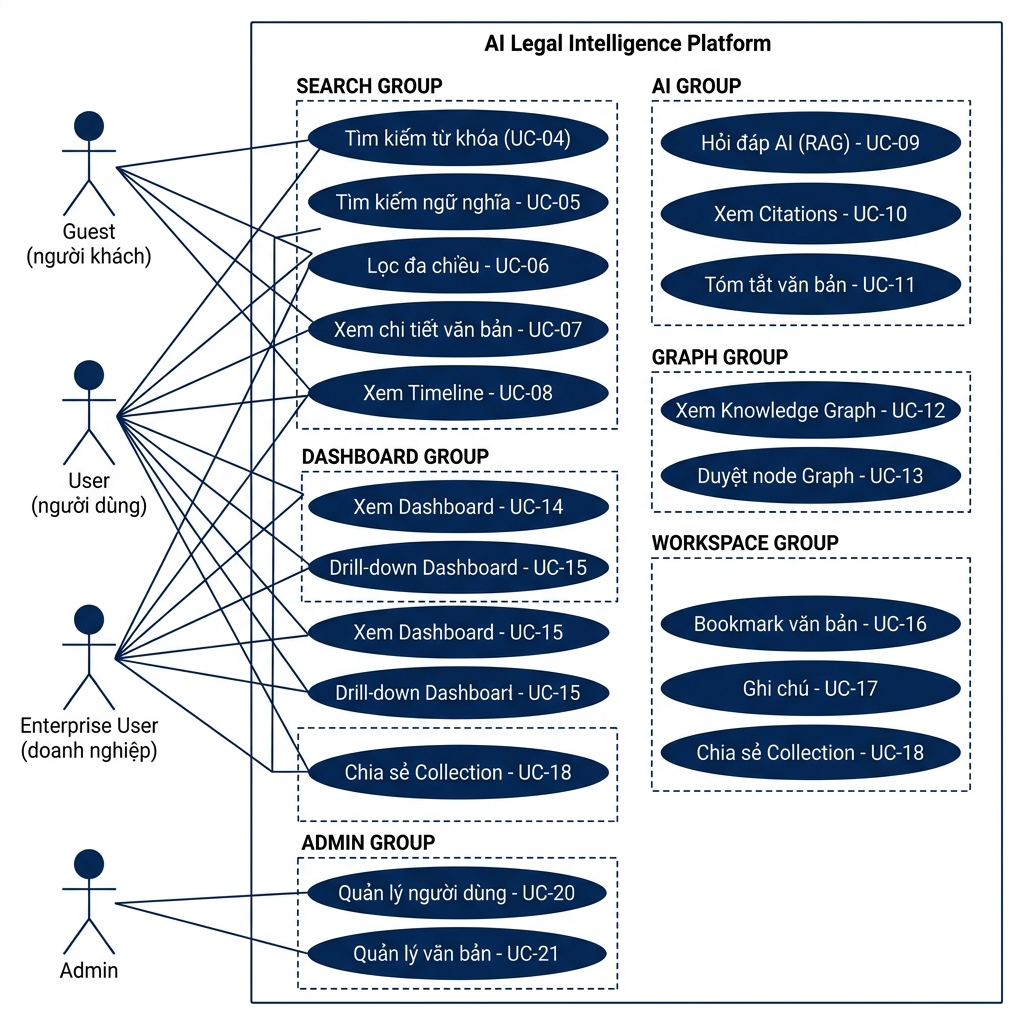 AI Legal Intelligence Platform
Guest
(người khách)
User
(người dùng)
Enterprise User
(doanh nghiệp)
Admin
SEARCH GROUP
Tìm kiếm từ khóa (UC-04)
Tìm kiếm ngữ nghĩa - UC-05
Lọc đa chiều - UC-06
Xem chi tiết văn bản - UC-07
Xem Timeline - UC-08
DASHBOARD GROUP
Xem Dashboard - UC-14
Drill-down Dashboard - UC-15
Xem Dashboard - UC-15
Drill-down Dashboard - UC-15
Chia sẻ Collection - UC-18
ADMIN GROUP
Quản lý người dùng - UC-20
Quản lý văn bản - UC-21
AI GROUP
Hỏi đáp AI (RAG) - UC-09
Xem Citations - UC-10
Tóm tắt văn bản - UC-11
GRAPH GROUP
Xem Knowledge Graph - UC-12
Duyệt node Graph - UC-13
WORKSPACE GROUP
Bookmark văn bản - UC-16
Ghi chú - UC-17
Chia sẻ Collection - UC-18